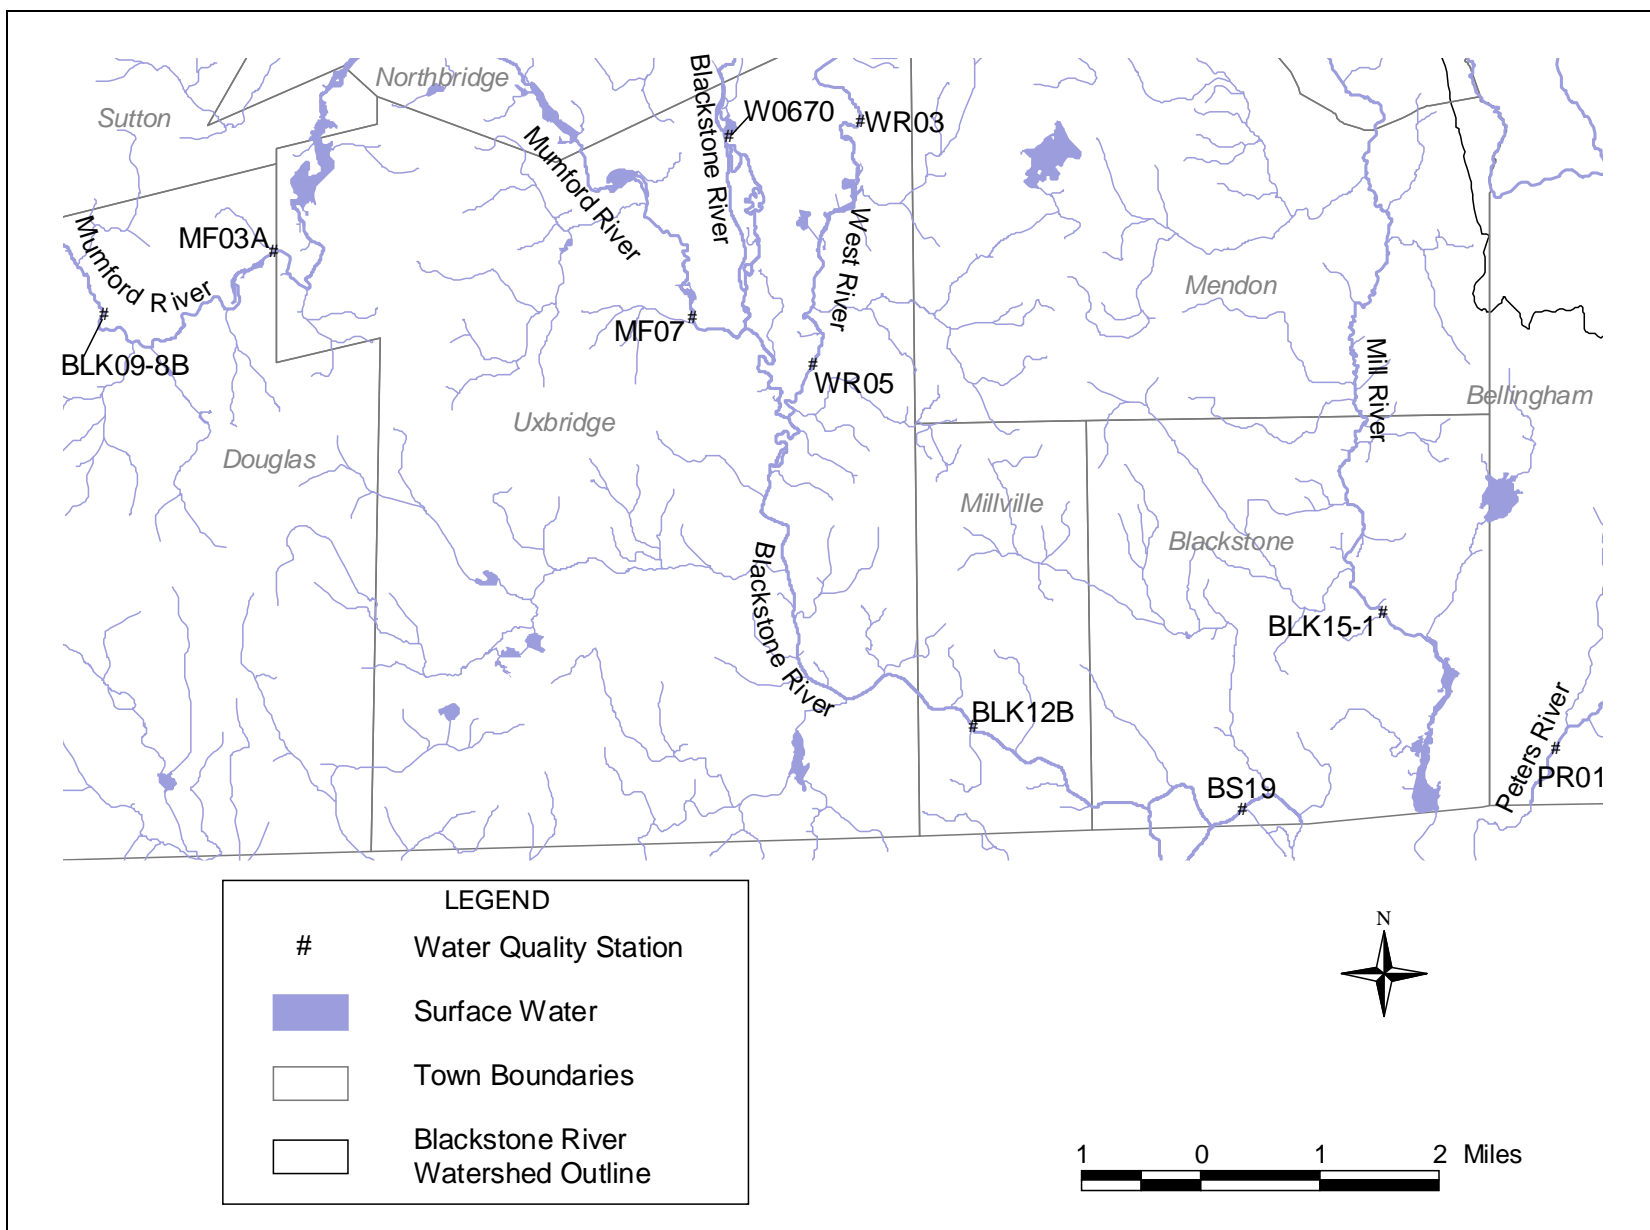 Northbridge
Sutton
Blackstone River
W0670
WR03
Mumford River
Mumford River
MF03A
West River
Mendon
MF07
BLK09-8B
WR05
Mill River
Bellingham
Uxbridge
Douglas
Millville
Blackstone
Blackstone River
BLK15-1
BLK12B
BS19
Peters River
PR01
LEGEND
# Water Quality Station
Surface Water
Town Boundaries
Blackstone River
Watershed Outline
N
1 0 1 2 Miles